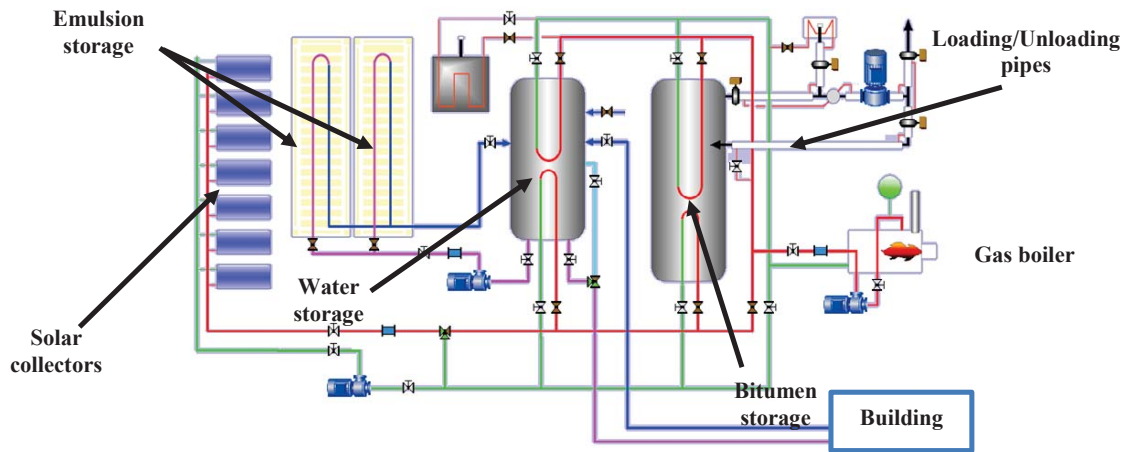 Emulsion
storage
Loading/Unloading
pipes
Gas boiler
Water
storage
Solar
collectors
Bitumen
storage
Building